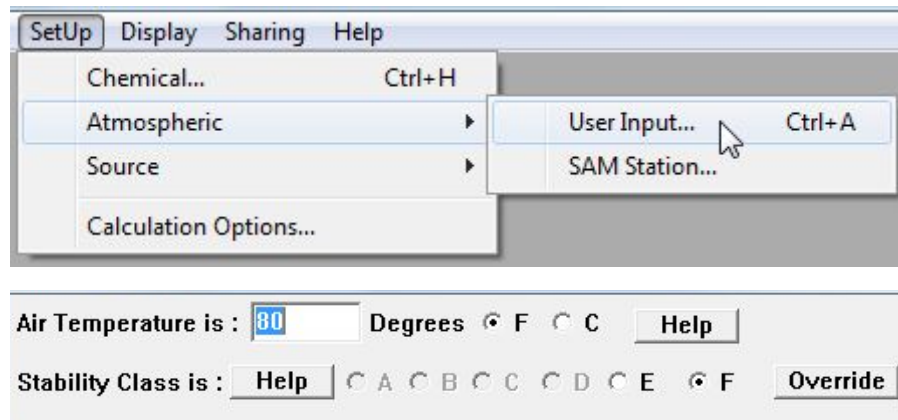 SetUp Display Sharing Help
Chemical... Ctrl+H
Atmospheric User Input... Ctrl+A
Source SAM Station...
Calculation Options...
Air Temperature is : 80 Degrees F C Help
Stability Class is : Help A B C D E F Override